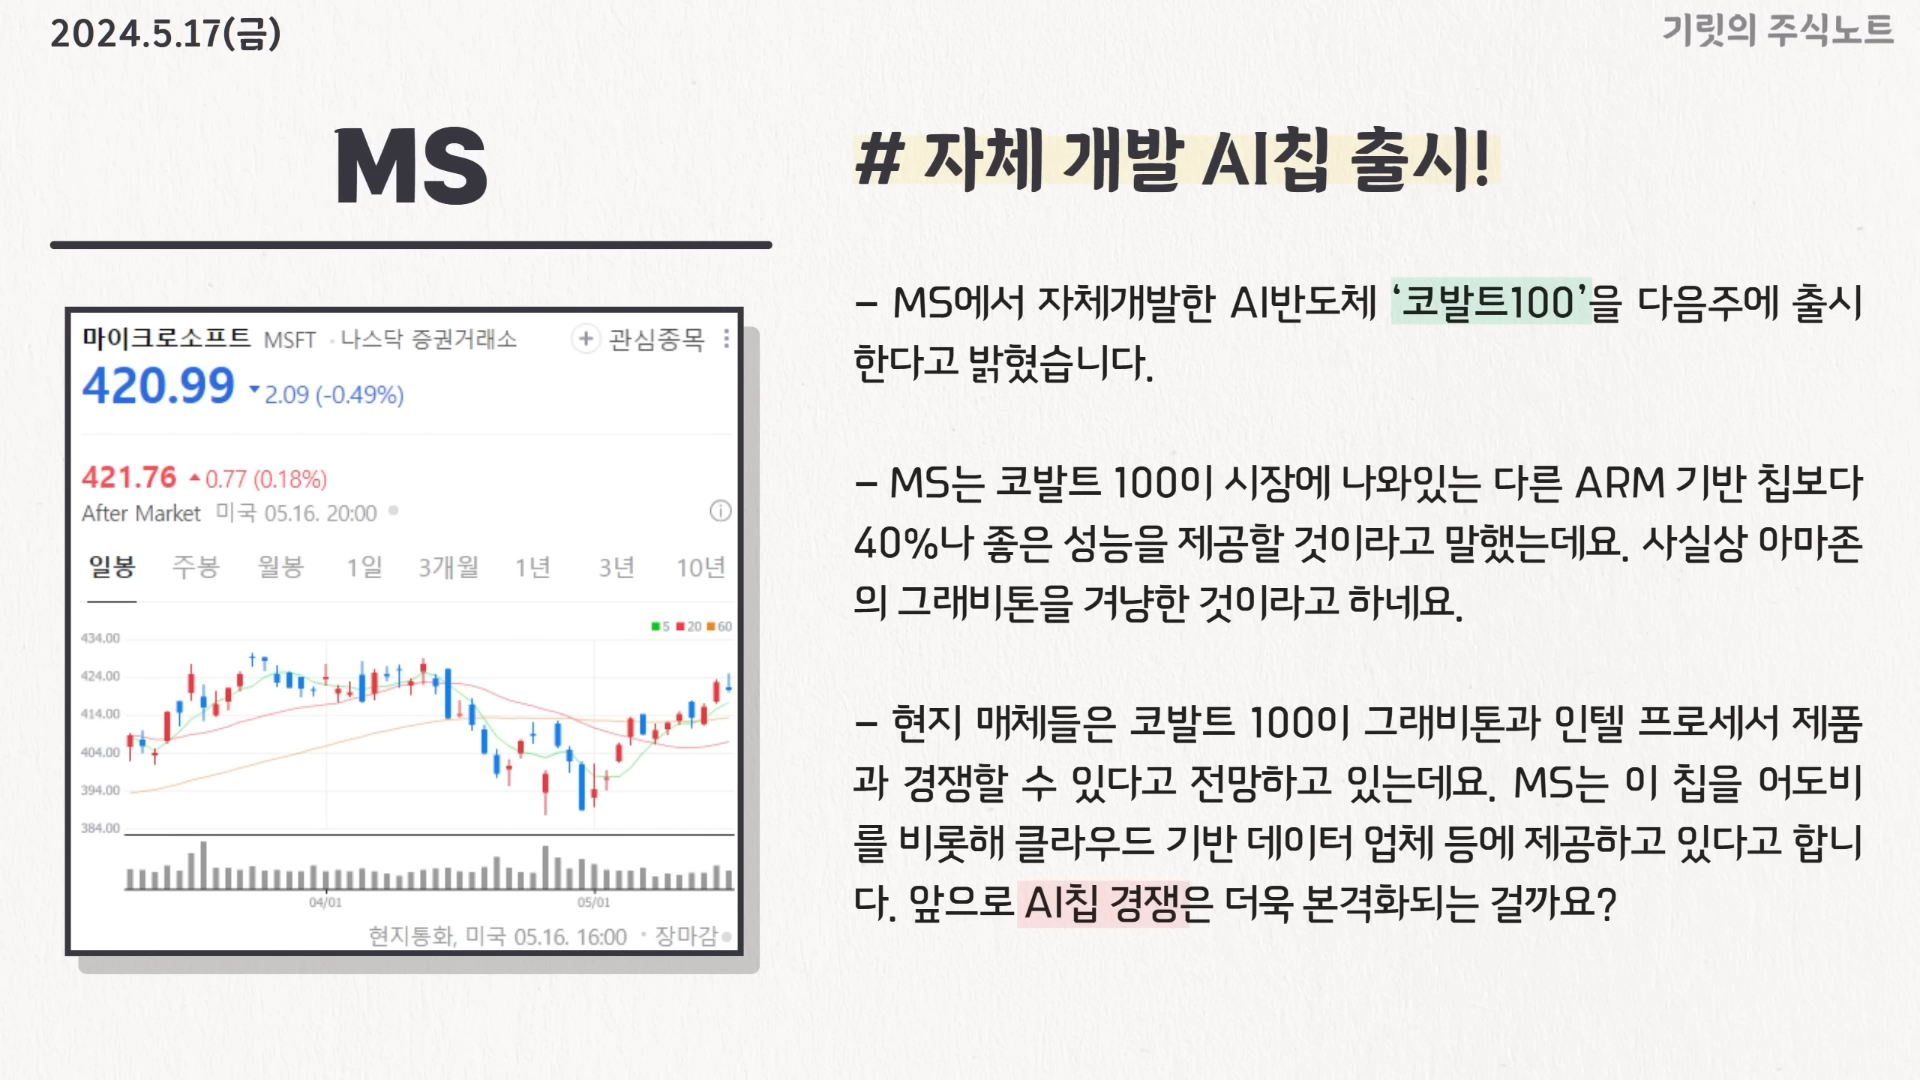 2024.5.17(금)
기릿의 주식노트
MS
마이크로소프트 MSFT · 나스닥 증권거래소
+ 관심종목
420.99 ▼2.09 (-0.49%)
421.76 ▲0.77 (0.18%)
After Market 미국 05.16. 20:00
일봉 주봉 월봉 1일 3개월 1년 3년 10년
5 20 60
434.00
424.00
414.00
404.00
394.00
384.00
04/01 05/01
현지통화, 미국 05.16. 16:00 · 장마감
# 자체 개발 AI칩 출시!
– MS에서 자체개발한 AI반도체 ‘코발트100’을 다음주에 출시
한다고 밝혔습니다.
– MS는 코발트 100이 시장에 나와있는 다른 ARM 기반 칩보다
40%나 좋은 성능을 제공할 것이라고 말했는데요. 사실상 아마존
의 그래비톤을 겨냥한 것이라고 하네요.
– 현지 매체들은 코발트 100이 그래비톤과 인텔 프로세서 제품
과 경쟁할 수 있다고 전망하고 있는데요. MS는 이 칩을 어도비
를 비롯해 클라우드 기반 데이터 업체 등에 제공하고 있다고 합니
다. 앞으로 AI칩 경쟁은 더욱 본격화되는 걸까요?